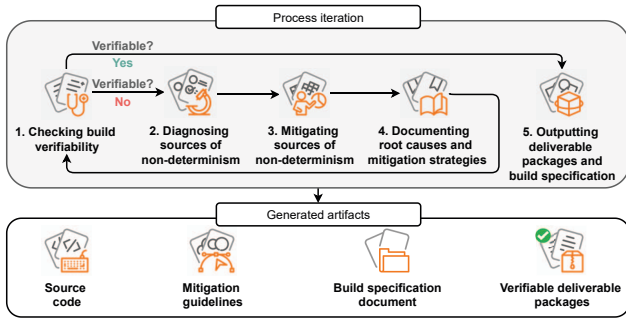 Process iteration
Verifiable?
Yes
Verifiable?
No
1. Checking build
verifiability
2. Diagnosing
sources of
non-determinism
3. Mitigating
sources of
non-determinism
4. Documenting
root causes and
mitigation strategies
5. Outputting
deliverable
packages and
build specification
Generated artifacts
Source
code
Mitigation
guidelines
Build specification
document
Verifiable deliverable
packages